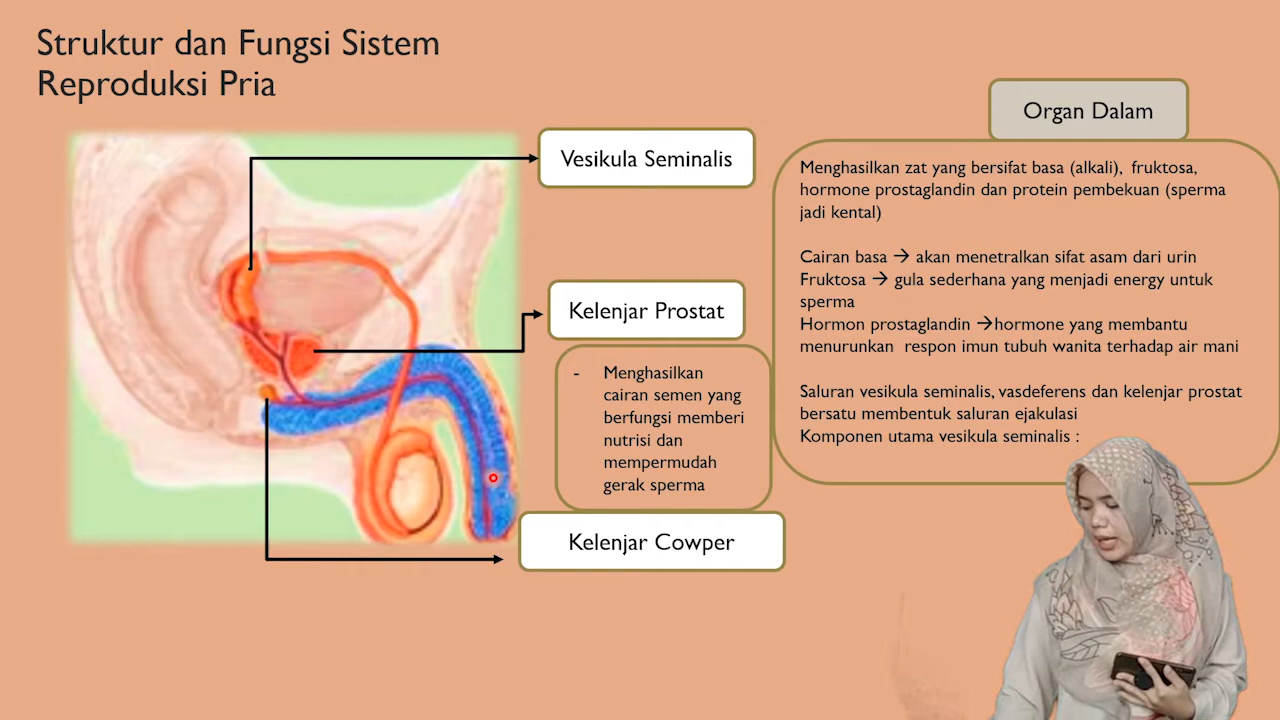 Struktur dan Fungsi Sistem
Reproduksi Pria
Vesikula Seminalis
Kelenjar Prostat
- Menghasilkan
cairan semen yang
berfungsi memberi
nutrisi dan
mempermudah
gerak sperma
Kelenjar Cowper
Organ Dalam
Menghasilkan zat yang bersifat basa (alkali), fruktosa,
hormone prostaglandin dan protein pembekuan (sperma
jadi kental)
Cairan basa → akan menetralkan sifat asam dari urin
Fruktosa → gula sederhana yang menjadi energy untuk
sperma
Hormon prostaglandin →hormone yang membantu
menurunkan respon imun tubuh wanita terhadap air mani
Saluran vesikula seminalis, vasdeferens dan kelenjar prostat
bersatu membentuk saluran ejakulasi
Komponen utama vesikula seminalis :